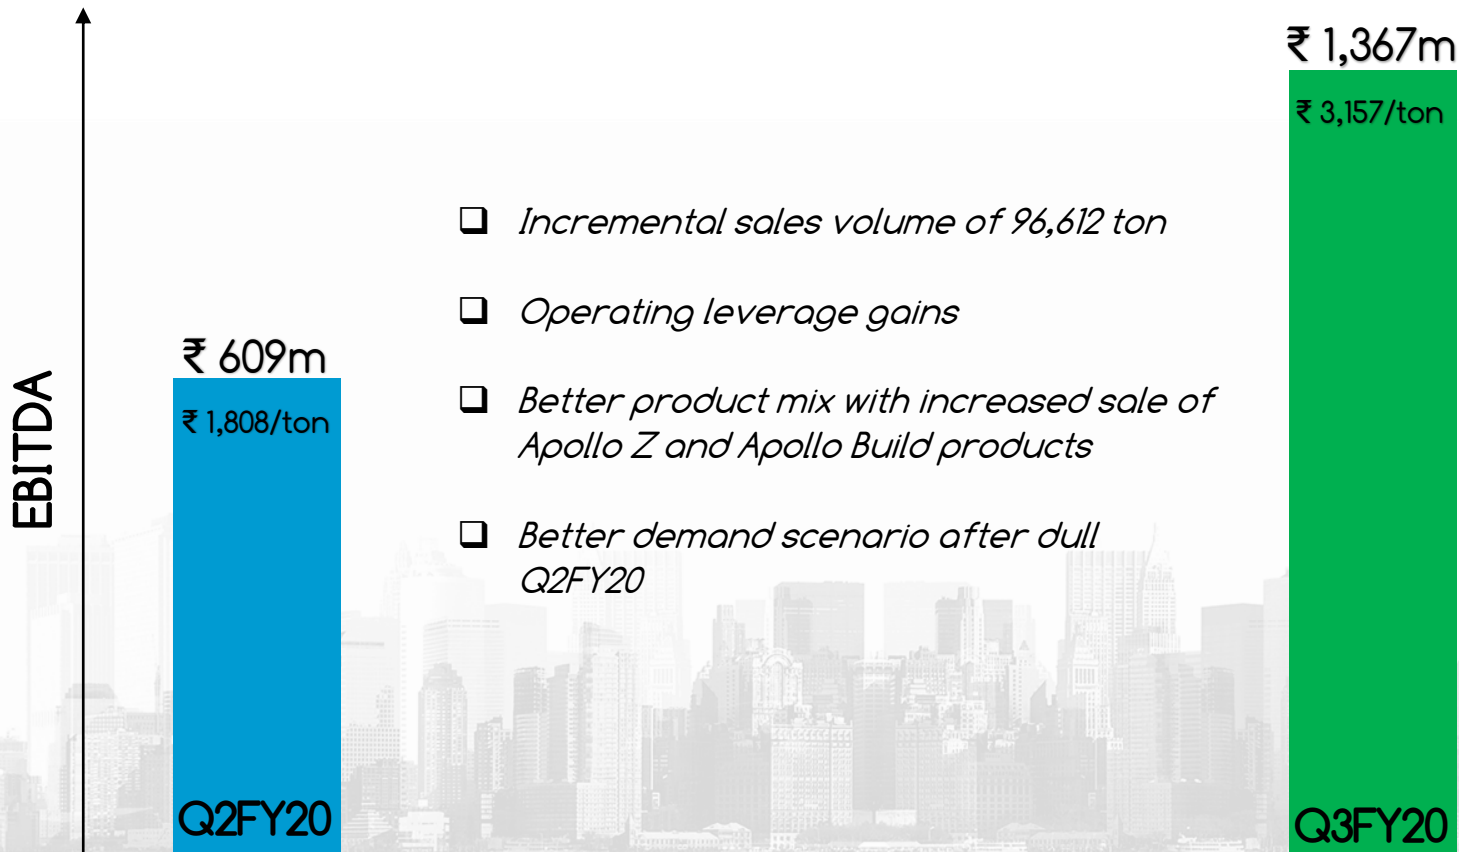 EBITDA
₹ 609m
₹ 1,808/ton
Q2FY20
❑ Incremental sales volume of 96,612 ton
❑ Operating leverage gains
❑ Better product mix with increased sale of
Apollo Z and Apollo Build products
❑ Better demand scenario after dull
Q2FY20
₹ 1,367m
₹ 3,157/ton
Q3FY20